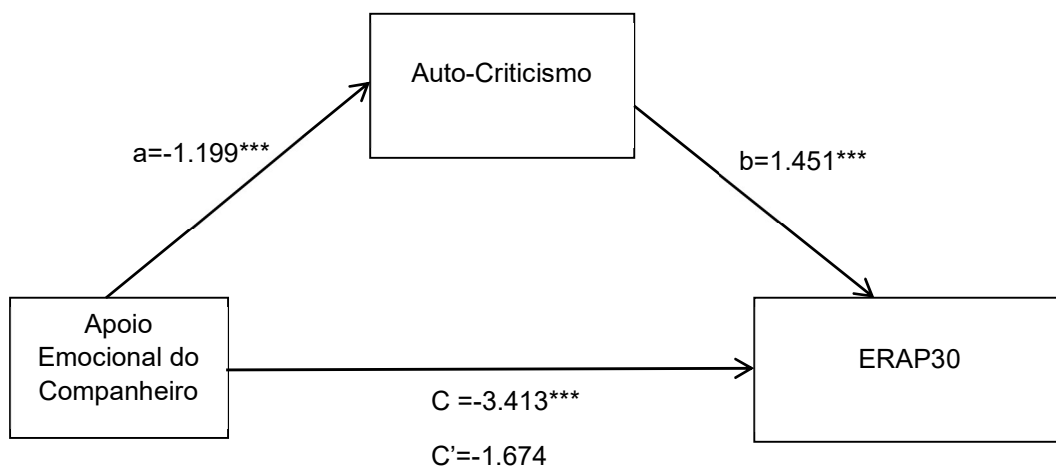 Auto-Criticismo
a=-1.199***
b=1.451***
Apoio
Emocional do
Companheiro
ERAP30
C =-3.413***
C’=-1.674